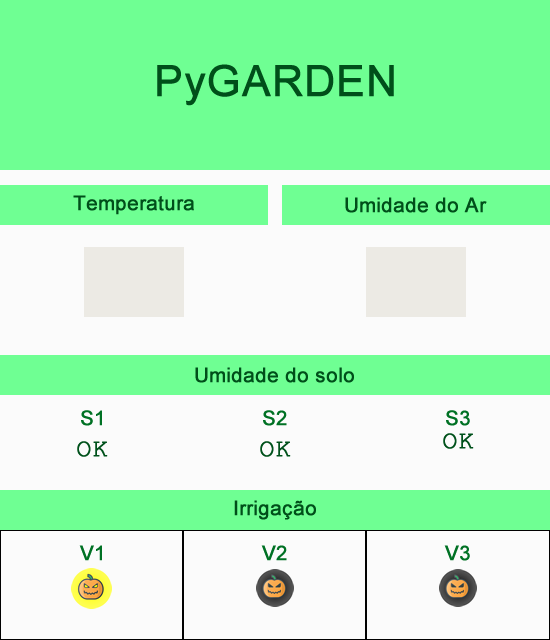 PyGARDEN
Temperatura
Umidade do Ar
Umidade do solo
S1 S2 S3
OK OK OK
Irrigação
V1 V2 V3